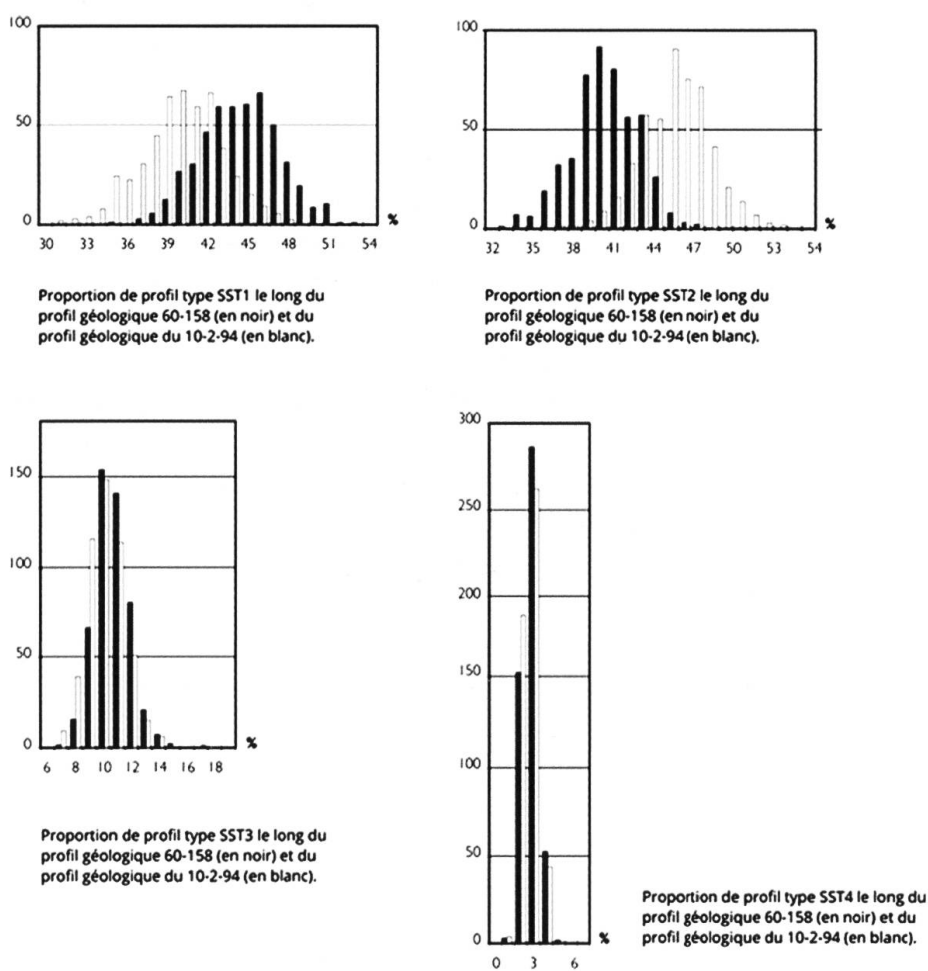 100
50
0
%
30 33 36 39 42 45 48 51 54
Proportion de profil type SST1 le long du
profil géologique 60-158 (en noir) et du
profil géologique du 10-2-94 (en blanc).
100
50
0
%
32 35 38 41 44 47 50 53 54
Proportion de profil type SST2 le long du
profil géologique 60-158 (en noir) et du
profil géologique du 10-2-94 (en blanc).
150
100
50
0
%
6 8 10 12 14 16 18
Proportion de profil type SST3 le long du
profil géologique 60-158 (en noir) et du
profil géologique du 10-2-94 (en blanc).
300
250
200
150
100
50
0
%
0 3 6
Proportion de profil type SST4 le long du
profil géologique 60-158 (en noir) et du
profil géologique du 10-2-94 (en blanc).